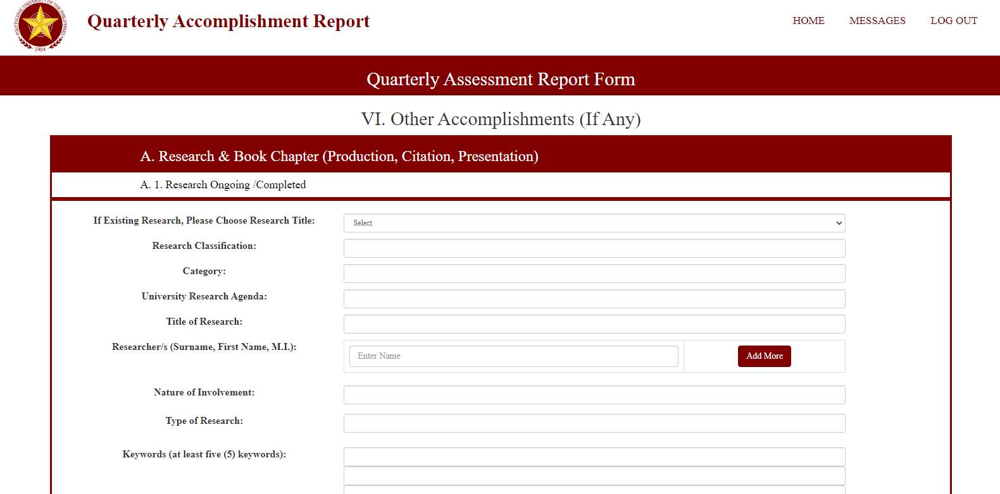 POLYTECHNIC UNIVERSITY OF THE PHILIPPINES
1904
Quarterly Accomplishment Report
HOME MESSAGES LOG OUT
Quarterly Assessment Report Form
VI. Other Accomplishments (If Any)
A. Research & Book Chapter (Production, Citation, Presentation)
A. 1. Research Ongoing /Completed
If Existing Research, Please Choose Research Title:
Select
Research Classification:
Category:
University Research Agenda:
Title of Research:
Researcher/s (Surname, First Name, M.I.):
Enter Name
Add More
Nature of Involvement:
Type of Research:
Keywords (at least five (5) keywords):